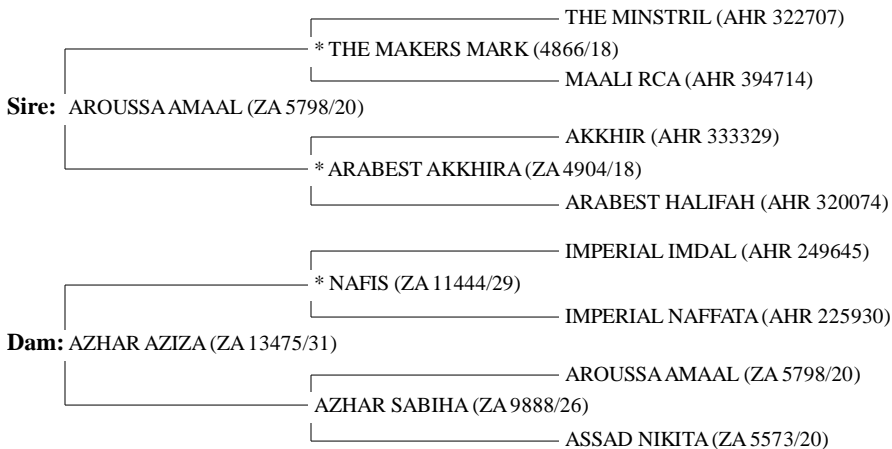 THE MINSTRIL (AHR 322707)
* THE MAKERS MARK (4866/18)
MAALI RCA (AHR 394714)
Sire: AROUSSA AMAAL (ZA 5798/20)
AKKHIR (AHR 333329)
* ARABEST AKKHIRA (ZA 4904/18)
ARABEST HALIFAH (AHR 320074)
IMPERIAL IMDAL (AHR 249645)
* NAFIS (ZA 11444/29)
IMPERIAL NAFFATA (AHR 225930)
Dam: AZHAR AZIZA (ZA 13475/31)
AROUSSA AMAAL (ZA 5798/20)
AZHAR SABIHA (ZA 9888/26)
ASSAD NIKITA (ZA 5573/20)